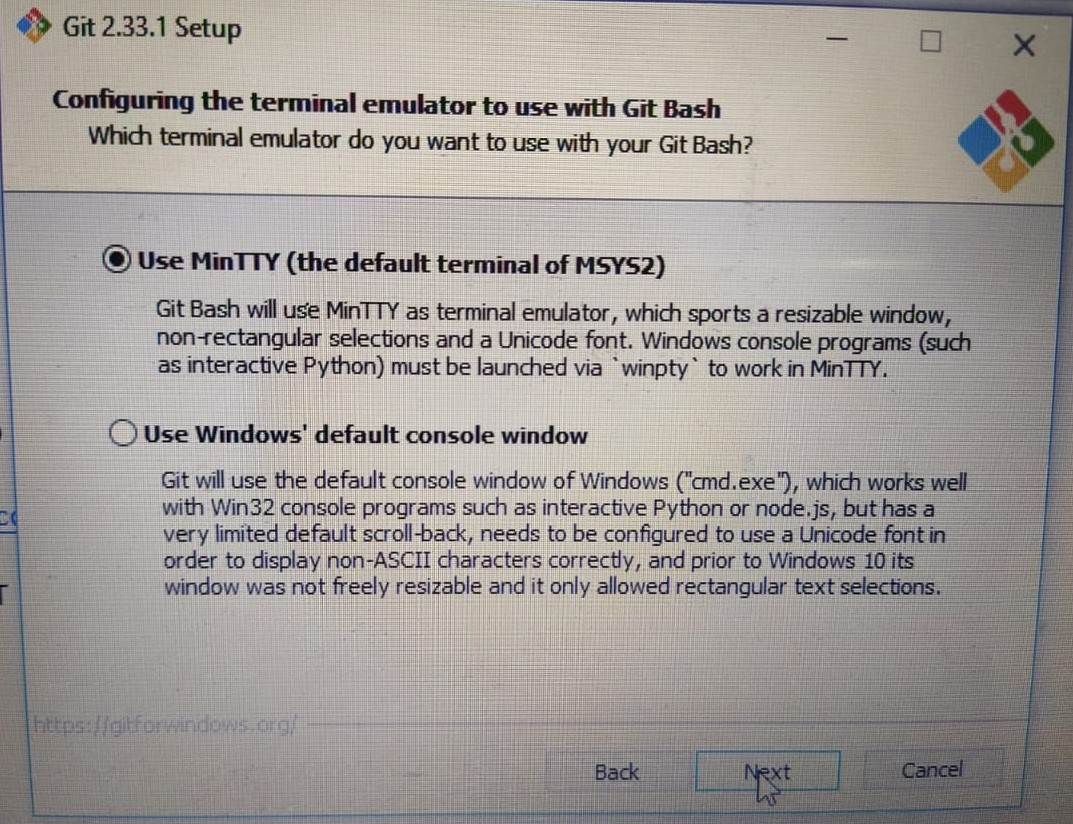 Git 2.33.1 Setup
Configuring the terminal emulator to use with Git Bash
Which terminal emulator do you want to use with your Git Bash?
Use MinTTY (the default terminal of MSYS2)
Git Bash will use MinTTY as terminal emulator, which sports a resizable window,
non-rectangular selections and a Unicode font. Windows console programs (such
as interactive Python) must be launched via `winpty` to work in MinTTY.
Use Windows' default console window
Git will use the default console window of Windows ("cmd.exe"), which works well
with Win32 console programs such as interactive Python or node.js, but has a
very limited default scroll-back, needs to be configured to use a Unicode font in
order to display non-ASCII characters correctly, and prior to Windows 10 its
window was not freely resizable and it only allowed rectangular text selections.
https://gitforwindows.org/
Back Next Cancel